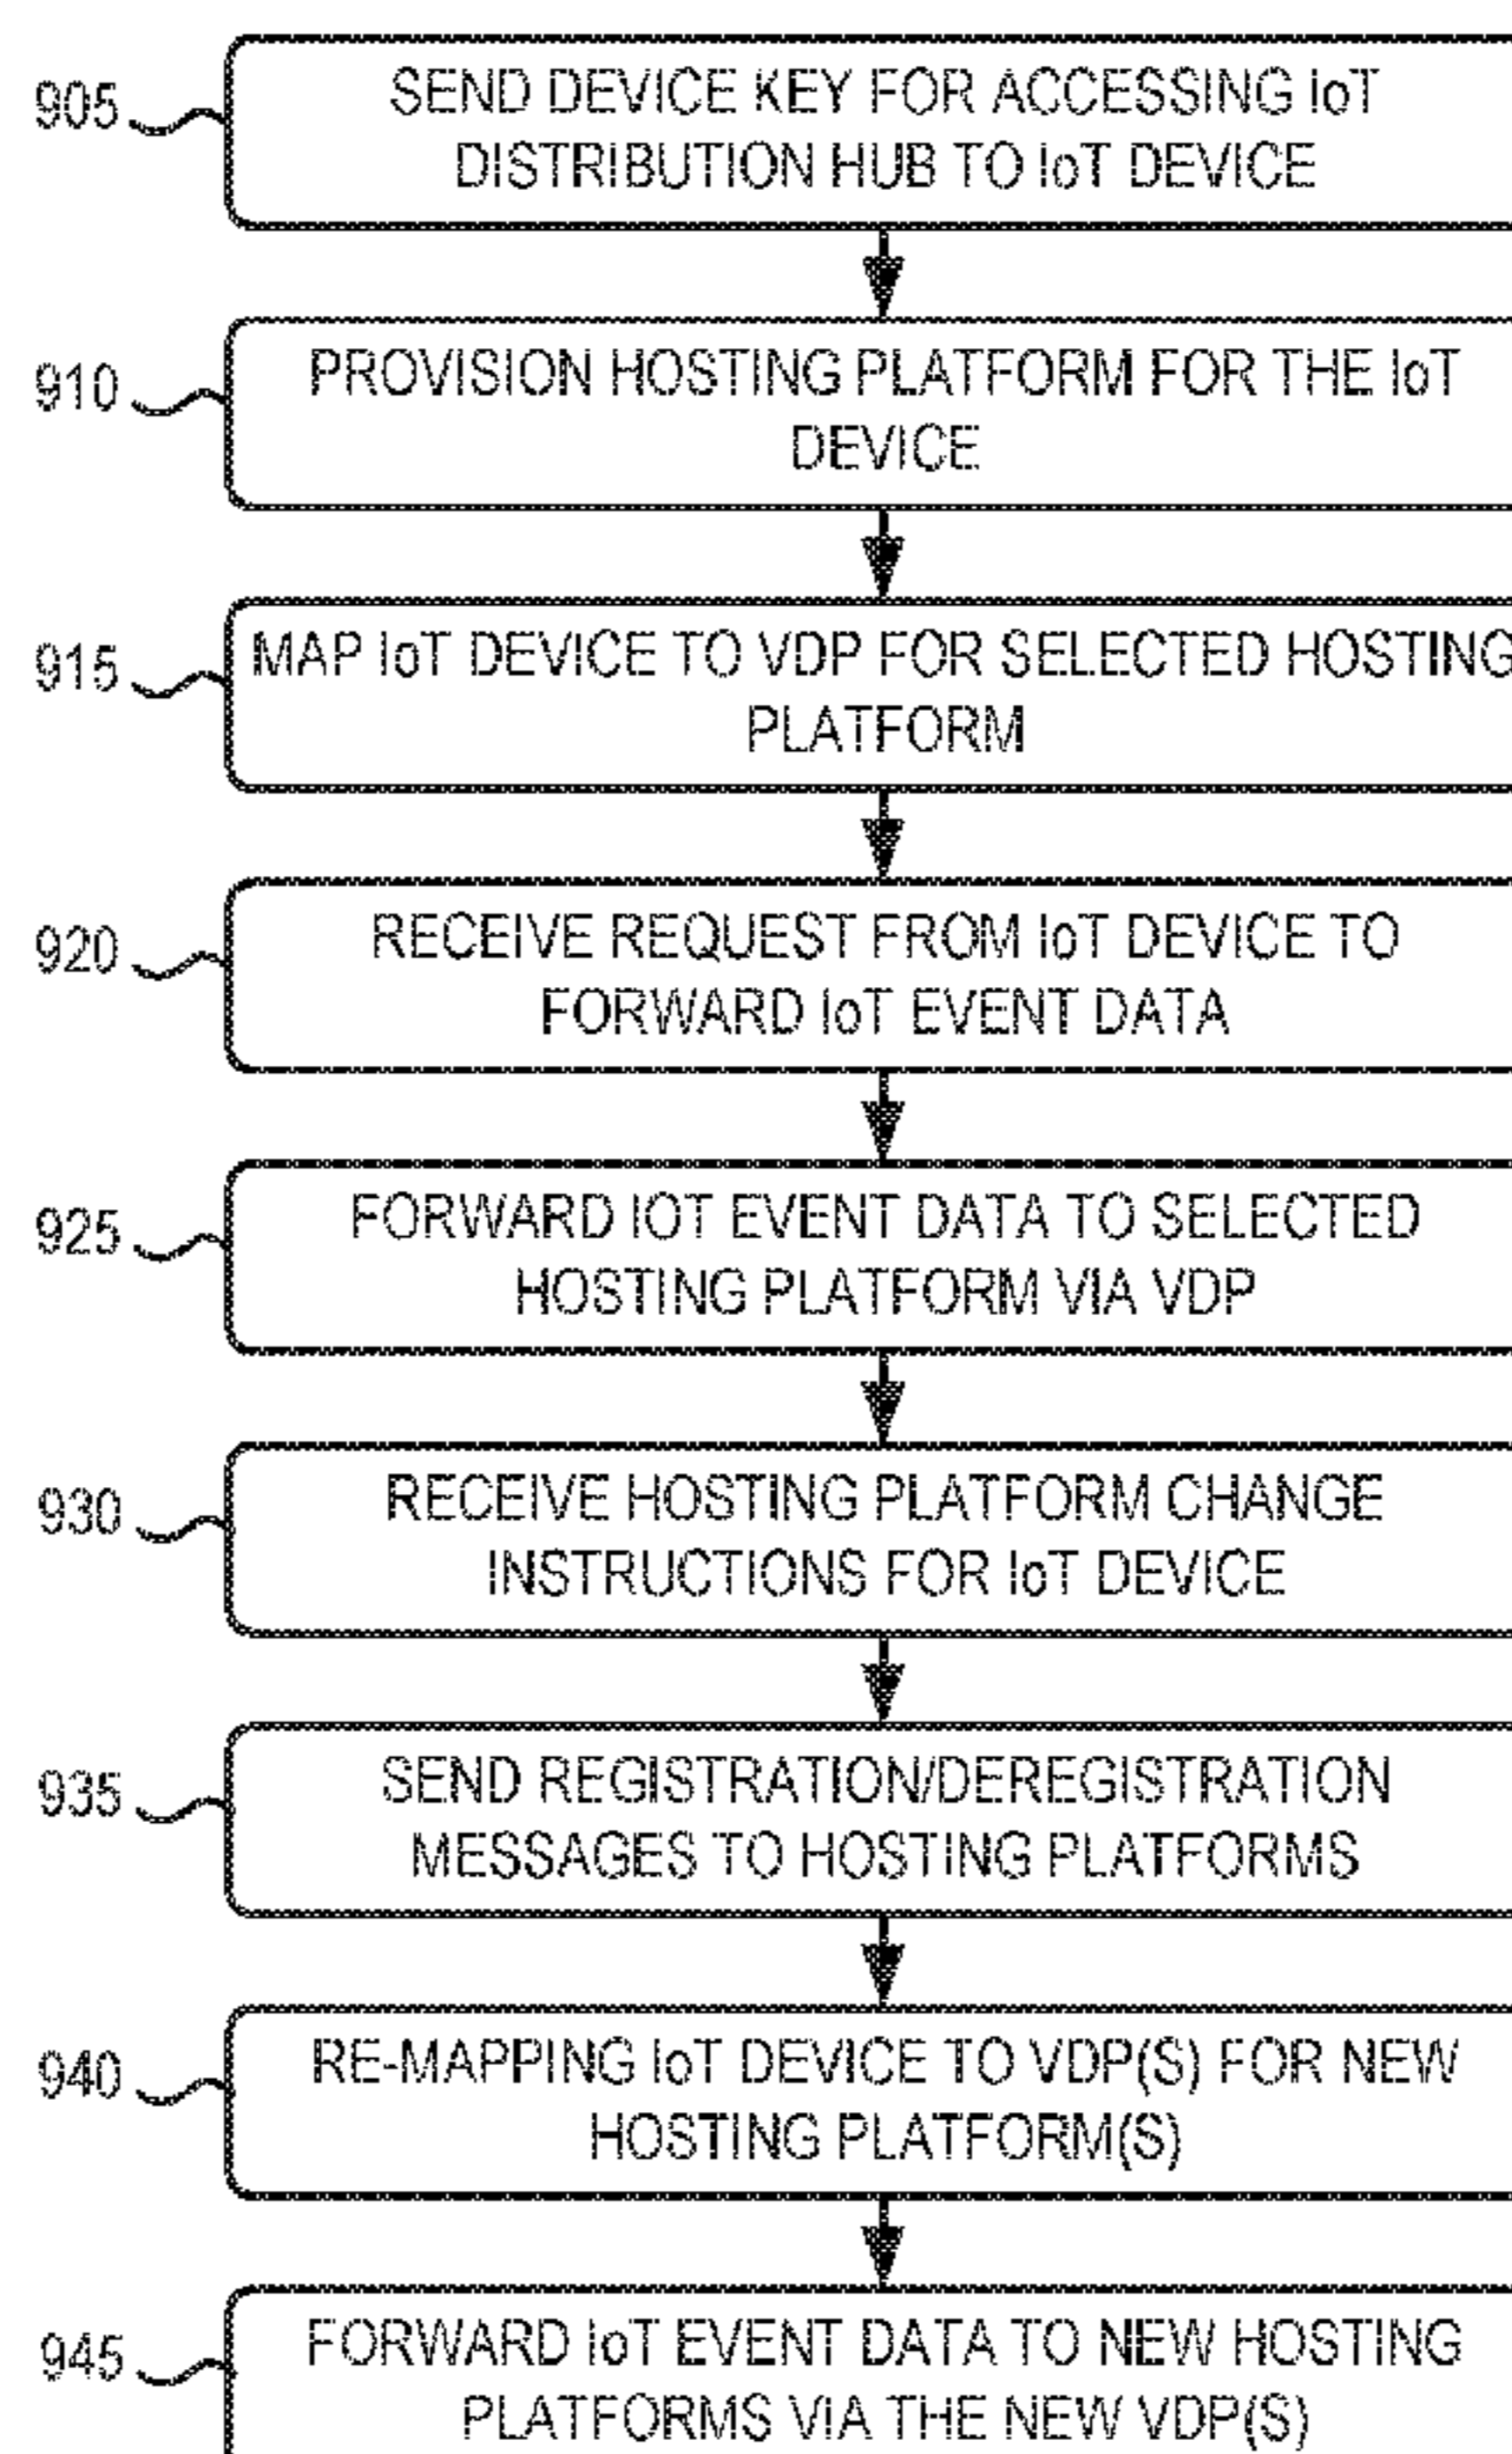 905
SEND DEVICE KEY FOR ACCESSING IoT
DISTRIBUTION HUB TO IoT DEVICE
910
PROVISION HOSTING PLATFORM FOR THE IoT
DEVICE
915
MAP IoT DEVICE TO VDP FOR SELECTED HOSTING
PLATFORM
920
RECEIVE REQUEST FROM IoT DEVICE TO
FORWARD IoT EVENT DATA
925
FORWARD IOT EVENT DATA TO SELECTED
HOSTING PLATFORM VIA VDP
930
RECEIVE HOSTING PLATFORM CHANGE
INSTRUCTIONS FOR IoT DEVICE
935
SEND REGISTRATION/DEREGISTRATION
MESSAGES TO HOSTING PLATFORMS
940
RE-MAPPING IoT DEVICE TO VDP(S) FOR NEW
HOSTING PLATFORM(S)
945
FORWARD IoT EVENT DATA TO NEW HOSTING
PLATFORMS VIA THE NEW VDP(S)